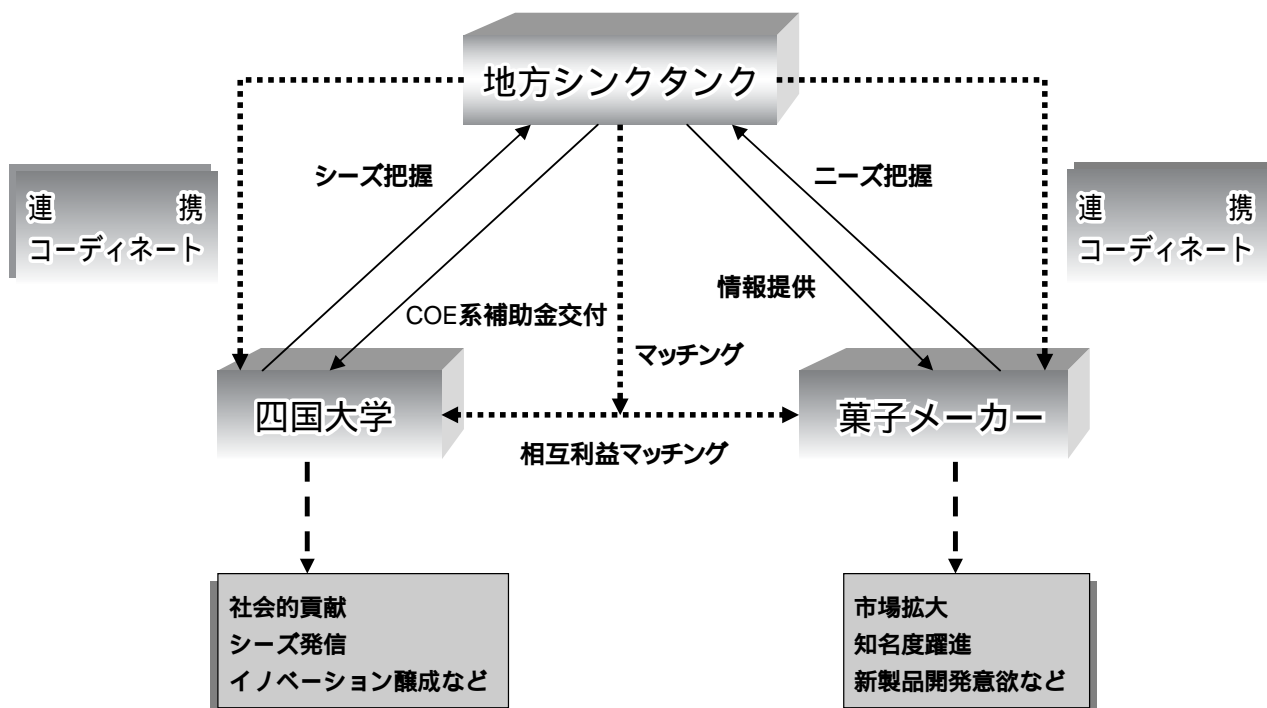 地方シンクタンク
シーズ把握
ニーズ把握
連 携
コーディネート
連 携
コーディネート
情報提供
COE系補助金交付
マッチング
四国大学
菓子メーカー
相互利益マッチング
社会的貢献
シーズ発信
イノベーション醸成など
市場拡大
知名度躍進
新製品開発意欲など